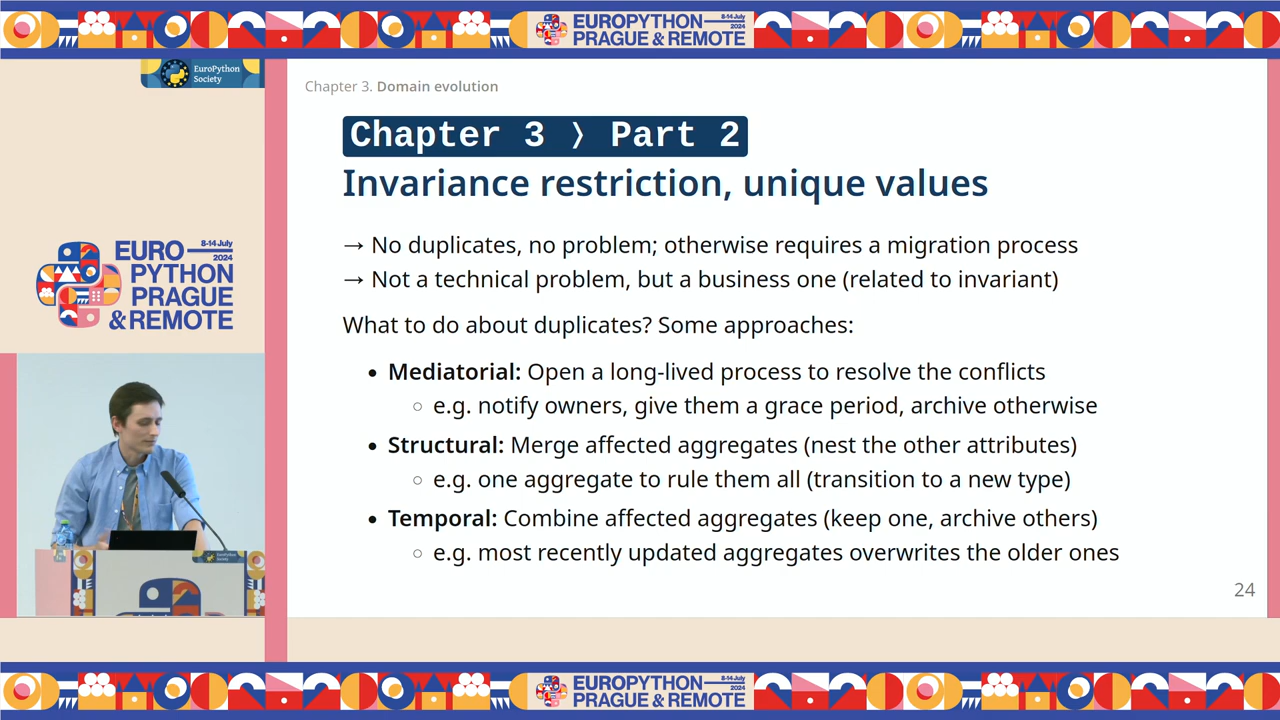 EUROPYTHON 8-14 July 2024
PRAGUE & REMOTE
EuroPython
Society
Chapter 3. Domain evolution
Chapter 3 〉 Part 2
Invariance restriction, unique values
→ No duplicates, no problem; otherwise requires a migration process
→ Not a technical problem, but a business one (related to invariant)
What to do about duplicates? Some approaches:
• Mediatorial: Open a long-lived process to resolve the conflicts
○ e.g. notify owners, give them a grace period, archive otherwise
• Structural: Merge affected aggregates (nest the other attributes)
○ e.g. one aggregate to rule them all (transition to a new type)
• Temporal: Combine affected aggregates (keep one, archive others)
○ e.g. most recently updated aggregates overwrites the older ones
24
EURO 8-14 July 2024
PYTHON
PRAGUE
& REMOTE
EUROPYTHON 8-14 July 2024
PRAGUE & REMOTE